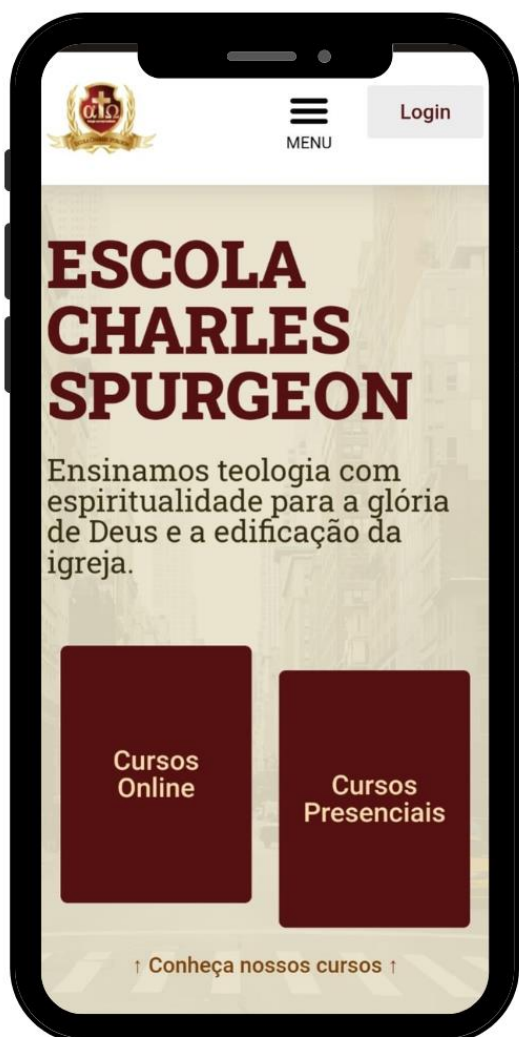 α Ω
MENU
Login
ESCOLA
CHARLES
SPURGEON
Ensinamos teologia com
espiritualidade para a glória
de Deus e a edificação da
igreja.
Cursos
Online
Cursos
Presenciais
↑ Conheça nossos cursos ↑